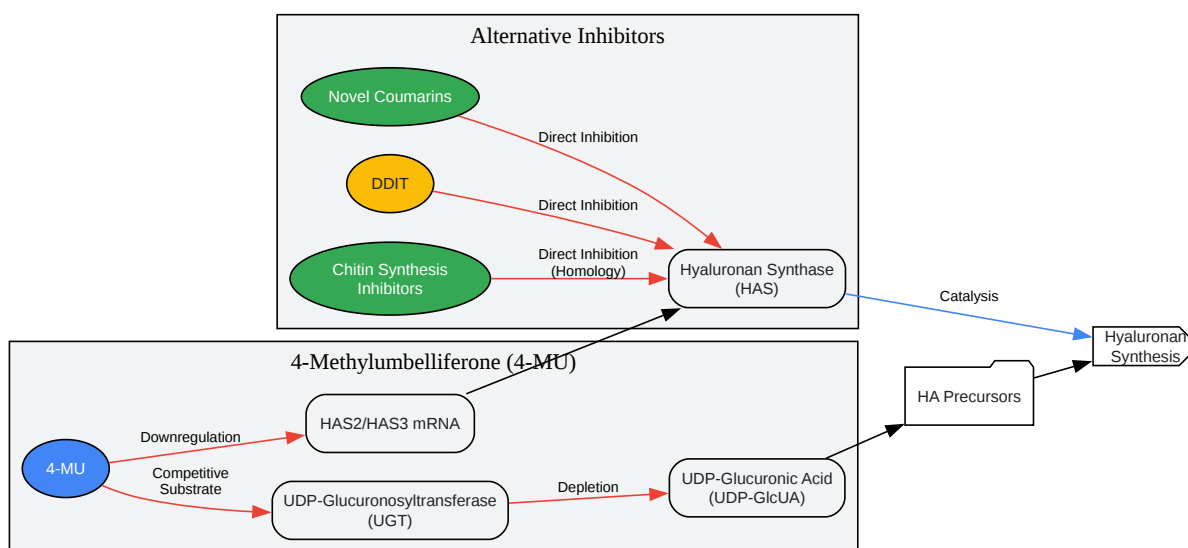 Alternative Inhibitors
Novel Coumarins
Direct Inhibition
DDIT
Direct Inhibition
Chitin Synthesis
Inhibitors
Direct Inhibition
(Homology)
Hyaluronan Synthase
(HAS)
Catalysis
Hyaluronan
Synthesis
4-Methylumbelliferone (4-MU)
HA Precursors
HAS2/HAS3 mRNA
Downregulation
4-MU
Competitive
Substrate
UDP-Glucuronosyltransferase
(UGT)
Depletion
UDP-Glucuronic Acid
(UDP-GlcUA)